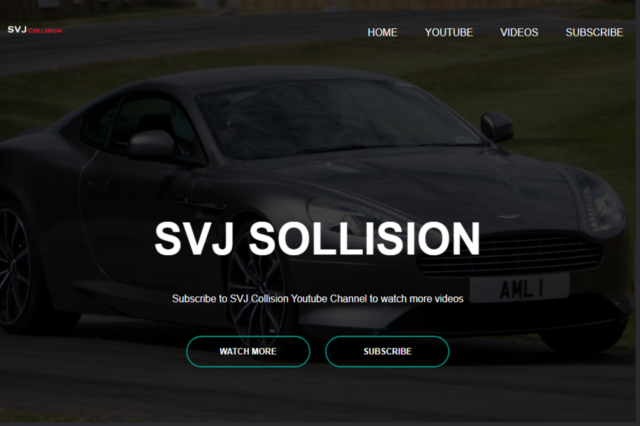 SVJ COLLISION
HOME YOUTUBE VIDEOS SUBSCRIBE
SVJ SOLLISION
Subscribe to SVJ Collision Youtube Channel to watch more videos
AML 1
WATCH MORE SUBSCRIBE